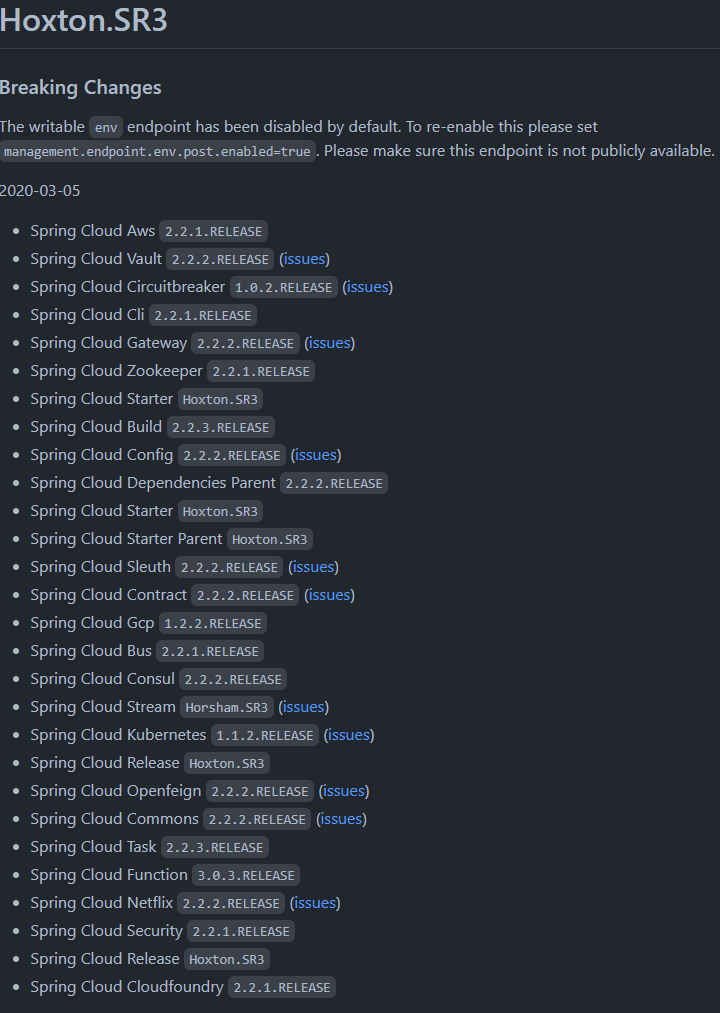 Hoxton.SR3
Breaking Changes
The writable env endpoint has been disabled by default. To re-enable this please set
management.endpoint.env.post.enabled=true. Please make sure this endpoint is not publicly available.
2020-03-05
• Spring Cloud Aws 2.2.1.RELEASE
• Spring Cloud Vault 2.2.2.RELEASE (issues)
• Spring Cloud Circuitbreaker 1.0.2.RELEASE (issues)
• Spring Cloud Cli 2.2.1.RELEASE
• Spring Cloud Gateway 2.2.2.RELEASE (issues)
• Spring Cloud Zookeeper 2.2.1.RELEASE
• Spring Cloud Starter Hoxton.SR3
• Spring Cloud Build 2.2.3.RELEASE
• Spring Cloud Config 2.2.2.RELEASE (issues)
• Spring Cloud Dependencies Parent 2.2.2.RELEASE
• Spring Cloud Starter Hoxton.SR3
• Spring Cloud Starter Parent Hoxton.SR3
• Spring Cloud Sleuth 2.2.2.RELEASE (issues)
• Spring Cloud Contract 2.2.2.RELEASE (issues)
• Spring Cloud Gcp 1.2.2.RELEASE
• Spring Cloud Bus 2.2.1.RELEASE
• Spring Cloud Consul 2.2.2.RELEASE
• Spring Cloud Stream Horsham.SR3 (issues)
• Spring Cloud Kubernetes 1.1.2.RELEASE (issues)
• Spring Cloud Release Hoxton.SR3
• Spring Cloud Openfeign 2.2.2.RELEASE (issues)
• Spring Cloud Commons 2.2.2.RELEASE (issues)
• Spring Cloud Task 2.2.3.RELEASE
• Spring Cloud Function 3.0.3.RELEASE
• Spring Cloud Netflix 2.2.2.RELEASE (issues)
• Spring Cloud Security 2.2.1.RELEASE
• Spring Cloud Release Hoxton.SR3
• Spring Cloud Cloudfoundry 2.2.1.RELEASE